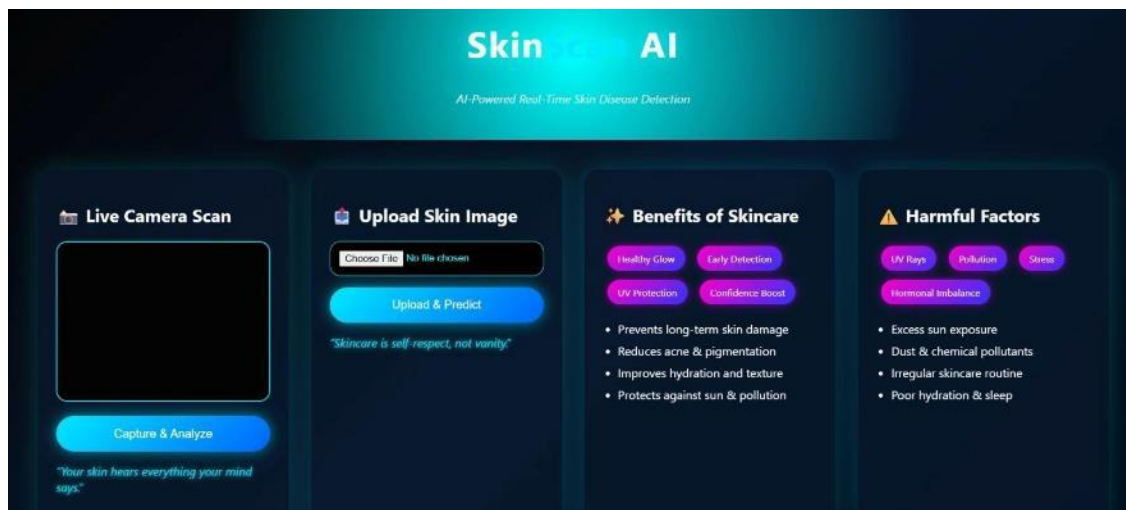 Skin Scan AI
AI-Powered Real-Time Skin Disease Detection
Live Camera Scan
Capture & Analyze
"Your skin hears everything your mind
says."
Upload Skin Image
Choose File No file chosen
Upload & Predict
"Skincare is self-respect, not vanity."
Benefits of Skincare
Healthy Glow Early Detection
UV Protection Confidence Boost
• Prevents long-term skin damage
• Reduces acne & pigmentation
• Improves hydration and texture
• Protects against sun & pollution
Harmful Factors
UV Rays Pollution Stress
Hormonal Imbalance
• Excess sun exposure
• Dust & chemical pollutants
• Irregular skincare routine
• Poor hydration & sleep